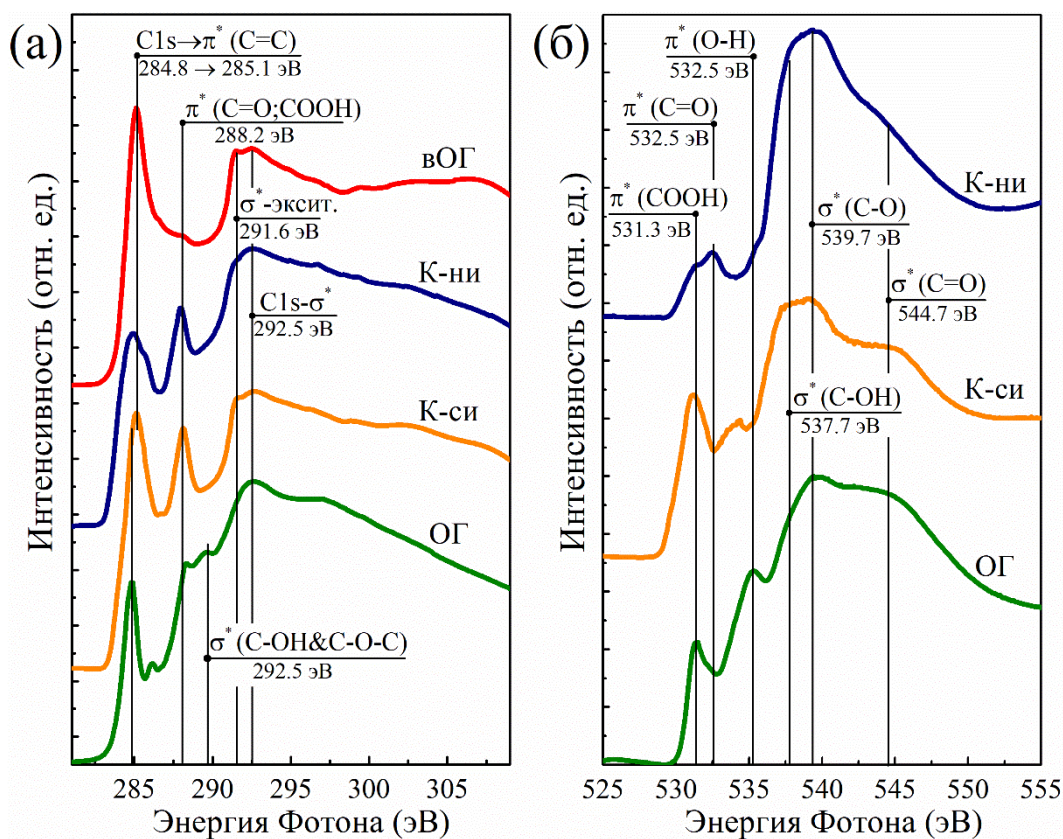 (а)
C1s→π* (C=C)
284.8 → 285.1 эВ
π* (C=O;COOH)
288.2 эВ
вОГ
σ*-эксит.
291.6 эВ
К-ни
C1s-σ*
292.5 эВ
К-си
ОГ
σ* (C-OH&C-O-C)
292.5 эВ
Интенсивность (отн. ед.)
285 290 295 300 305
Энергия Фотона (эВ)
(б)
π* (O-H)
532.5 эВ
π* (C=O)
532.5 эВ
К-ни
π* (COOH)
531.3 эВ
σ* (C-O)
539.7 эВ
σ* (C=O)
544.7 эВ
К-си
σ* (C-OH)
537.7 эВ
ОГ
Интенсивность (отн. ед.)
525 530 535 540 545 550 555
Энергия Фотона (эВ)